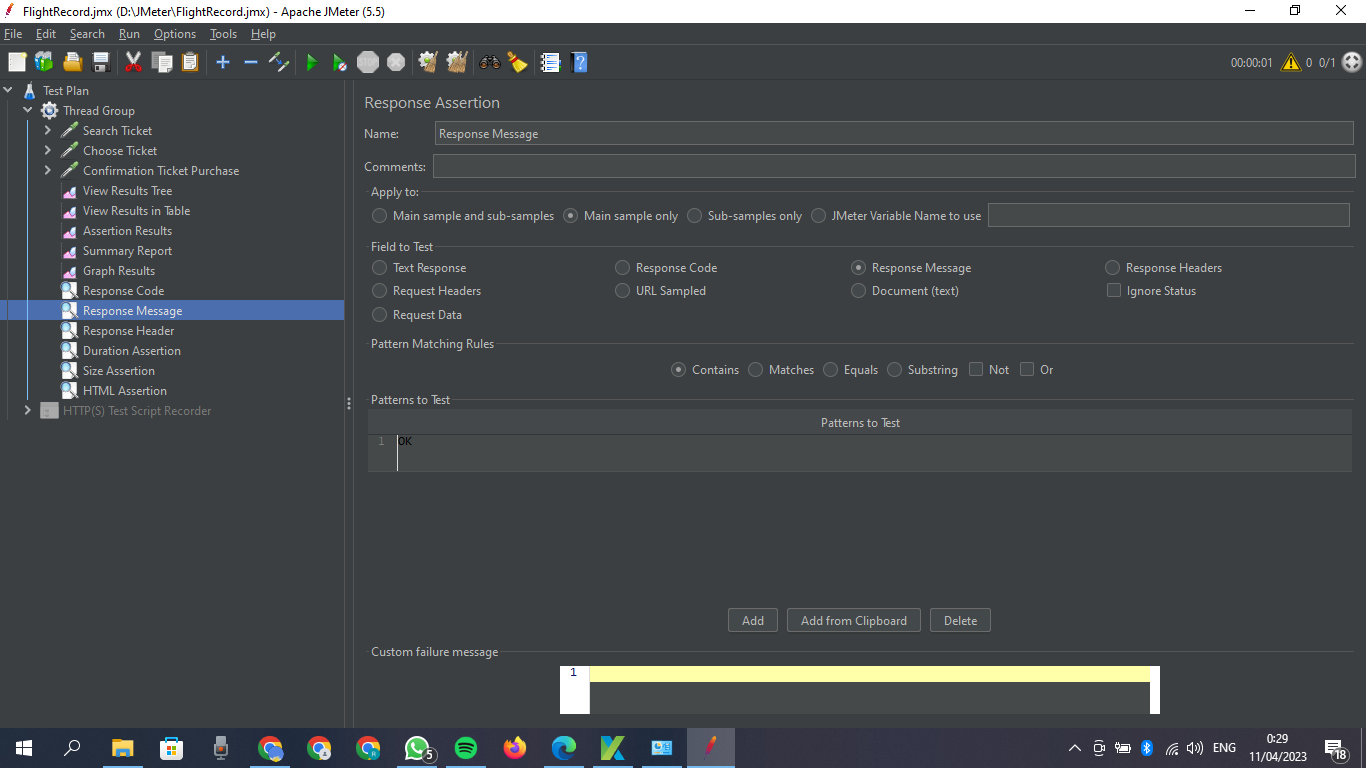 FlightRecord.jmx (D:\JMeter\FlightRecord.jmx) - Apache JMeter (5.5)
File Edit Search Run Options Tools Help
STOP 00:00:01 0 0/1
Test Plan
Thread Group
Search Ticket
Choose Ticket
Confirmation Ticket Purchase
View Results Tree
View Results in Table
Assertion Results
Summary Report
Graph Results
Response Code
Response Message
Response Header
Duration Assertion
Size Assertion
HTML Assertion
HTTP(S) Test Script Recorder
Response Assertion
Name: Response Message
Comments:
Apply to:
Main sample and sub-samples Main sample only Sub-samples only JMeter Variable Name to use
Field to Test
Text Response Response Code Response Message Response Headers
Request Headers URL Sampled Document (text) Ignore Status
Request Data
Pattern Matching Rules
Contains Matches Equals Substring Not Or
Patterns to Test
Patterns to Test
1 OK
Add Add from Clipboard Delete
Custom failure message
1
5 ENG 0:29
11/04/2023 18